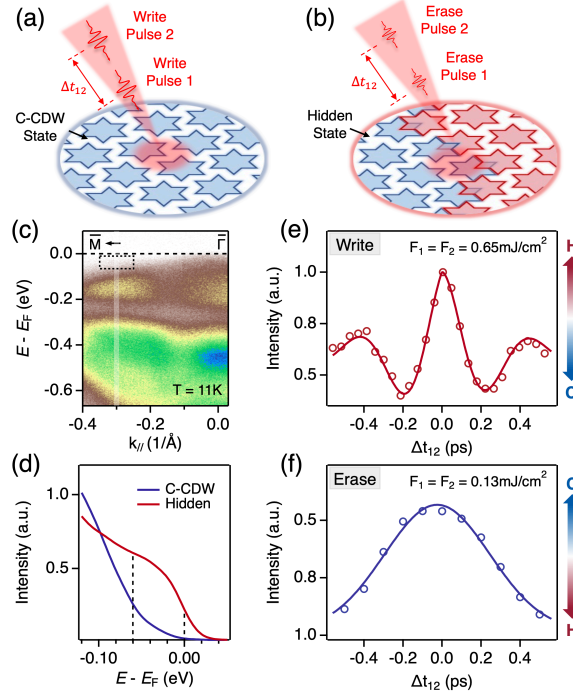 (a)
Write
Pulse 2
Write
Pulse 1
Δt₁₂
C-CDW
State
(b)
Erase
Pulse 2
Erase
Pulse 1
Δt₁₂
Hidden
State
(c)
M̅ ← Γ̅
0.0
-0.2
-0.4
-0.6
E - E_F (eV)
T = 11K
-0.4 -0.2 0.0
k_// (1/Å)
(d)
1.0
0.5
Intensity (a.u.)
C-CDW
Hidden
-0.10 0.00
E - E_F (eV)
(e)
Write
F₁ = F₂ = 0.65mJ/cm²
1.0
0.8
0.5
Intensity (a.u.)
-0.4 -0.2 0.0 0.2 0.4
Δt₁₂ (ps)
H
C
(f)
Erase
F₁ = F₂ = 0.13mJ/cm²
0.5
0.8
1.0
Intensity (a.u.)
-0.4 -0.2 0.0 0.2 0.4
Δt₁₂ (ps)
C
H